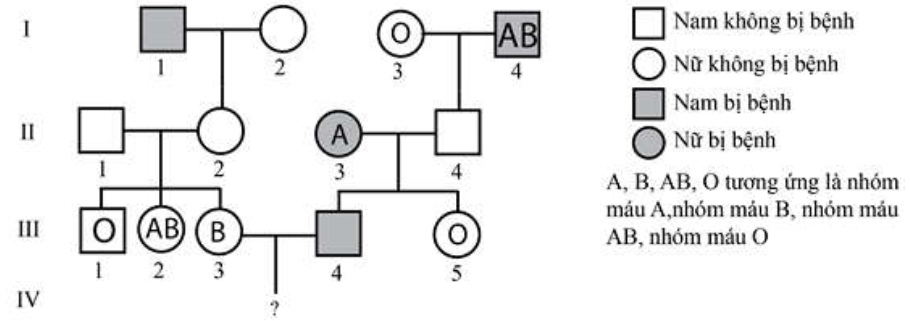 I
1
2
O
3
AB
4
II
1
2
A
3
4
III
O
1
AB
2
B
3
4
O
5
IV
?
Nam không bị bệnh
Nữ không bị bệnh
Nam bị bệnh
Nữ bị bệnh
A, B, AB, O tương ứng là nhóm
máu A,nhóm máu B, nhóm máu
AB, nhóm máu O